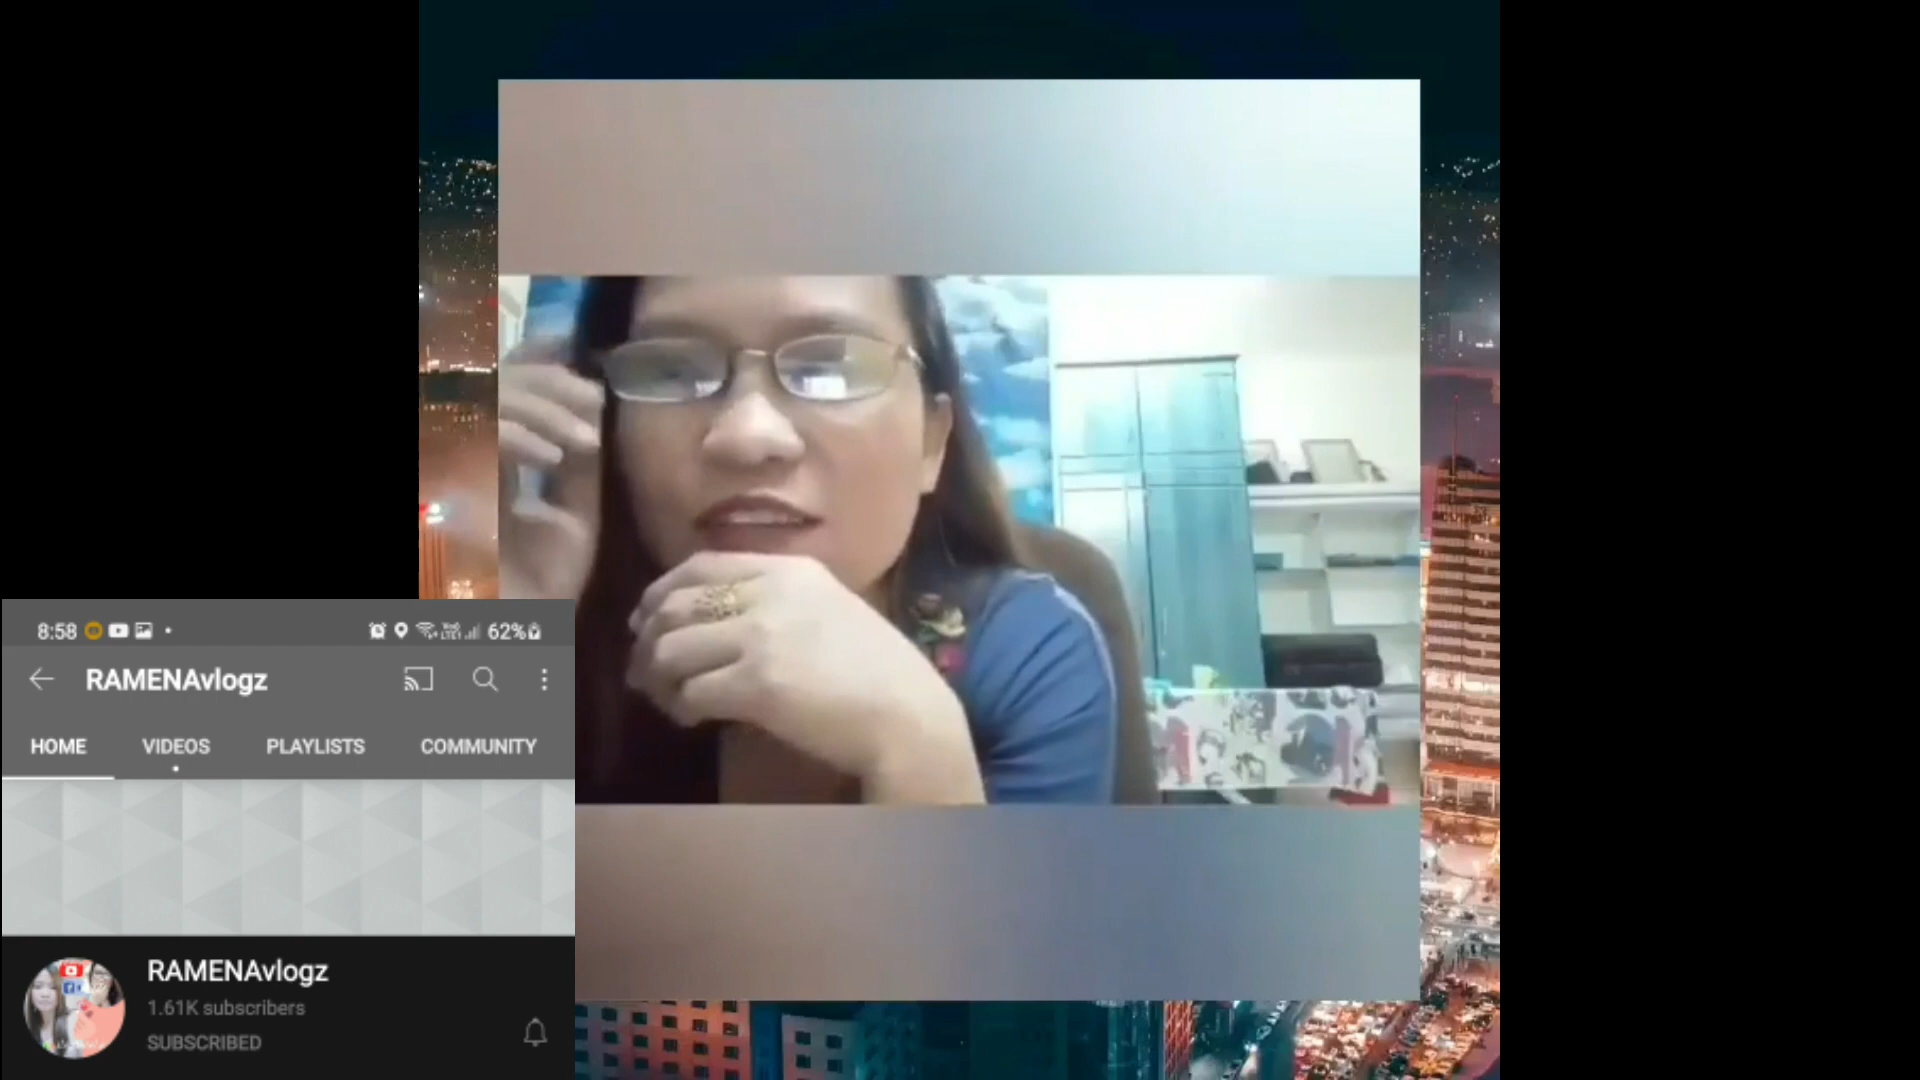 8:58 62%
RAMENAvlogz
HOME VIDEOS PLAYLISTS COMMUNITY
RAMENAvlogz
1.61K subscribers
SUBSCRIBED